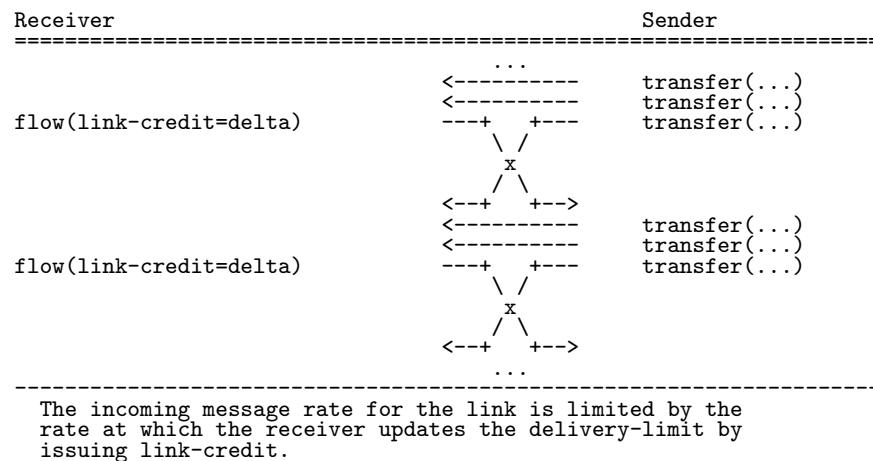 Receiver                                          Sender
=====================================================================
                                      ...
                                  <-----------     transfer(...)
                                  <-----------     transfer(...)
flow(link-credit=delta)           ---+   +---     transfer(...)
                                      \ /
                                       x
                                      / \
                                  <--+   +-->
                                  <-----------     transfer(...)
                                  <-----------     transfer(...)
flow(link-credit=delta)           ---+   +---     transfer(...)
                                      \ /
                                       x
                                      / \
                                  <--+   +-->
                                      ...
---------------------------------------------------------------------
  The incoming message rate for the link is limited by the
  rate at which the receiver updates the delivery-limit by
  issuing link-credit.